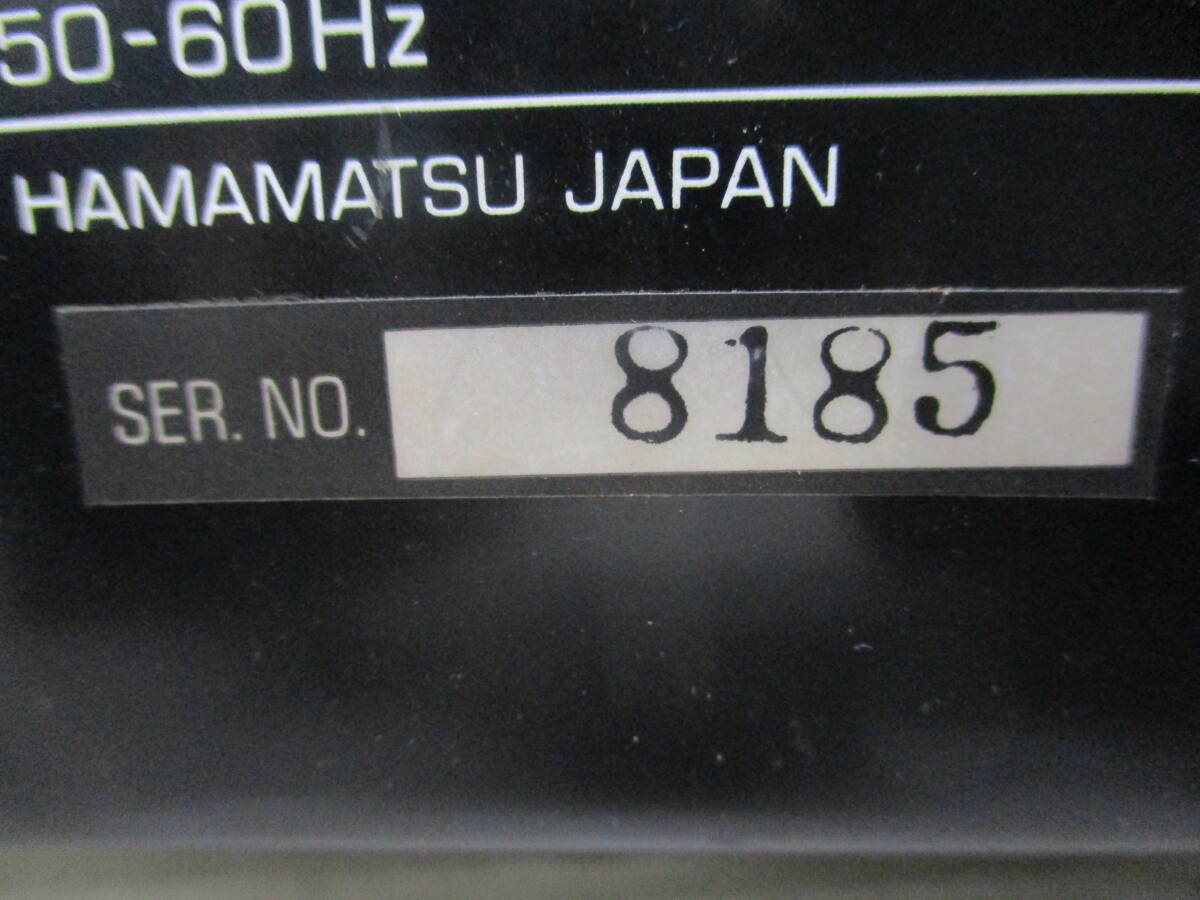 50-60Hz
HAMAMATSU JAPAN
SER. NO. 8185